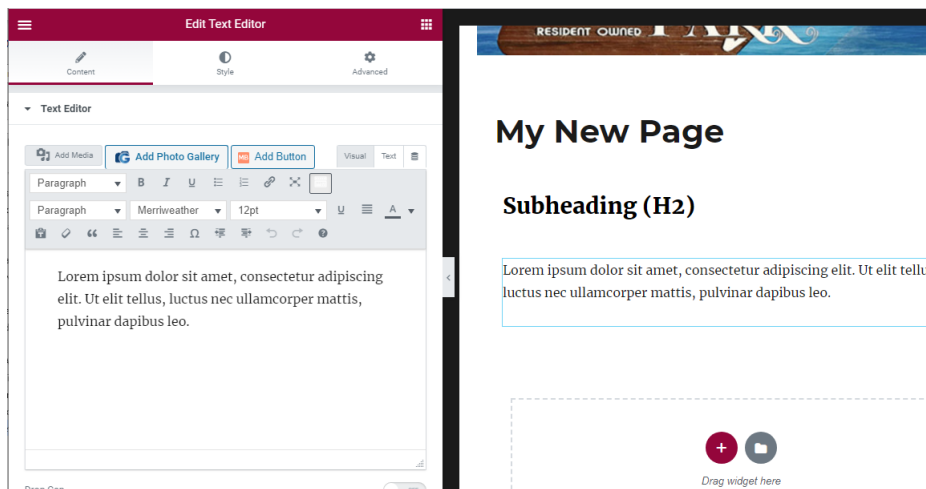 Edit Text Editor
Content
Style
Advanced
Text Editor
Add Media
Add Photo Gallery
Add Button
Visual
Text
Paragraph
B I U
Paragraph
Merriweather
12pt
U
A
Lorem ipsum dolor sit amet, consectetur adipiscing
elit. Ut elit tellus, luctus nec ullamcorper mattis,
pulvinar dapibus leo.
RESIDENT OWNED
My New Page
Subheading (H2)
Lorem ipsum dolor sit amet, consectetur adipiscing elit. Ut elit tellu
luctus nec ullamcorper mattis, pulvinar dapibus leo.
Drag widget here